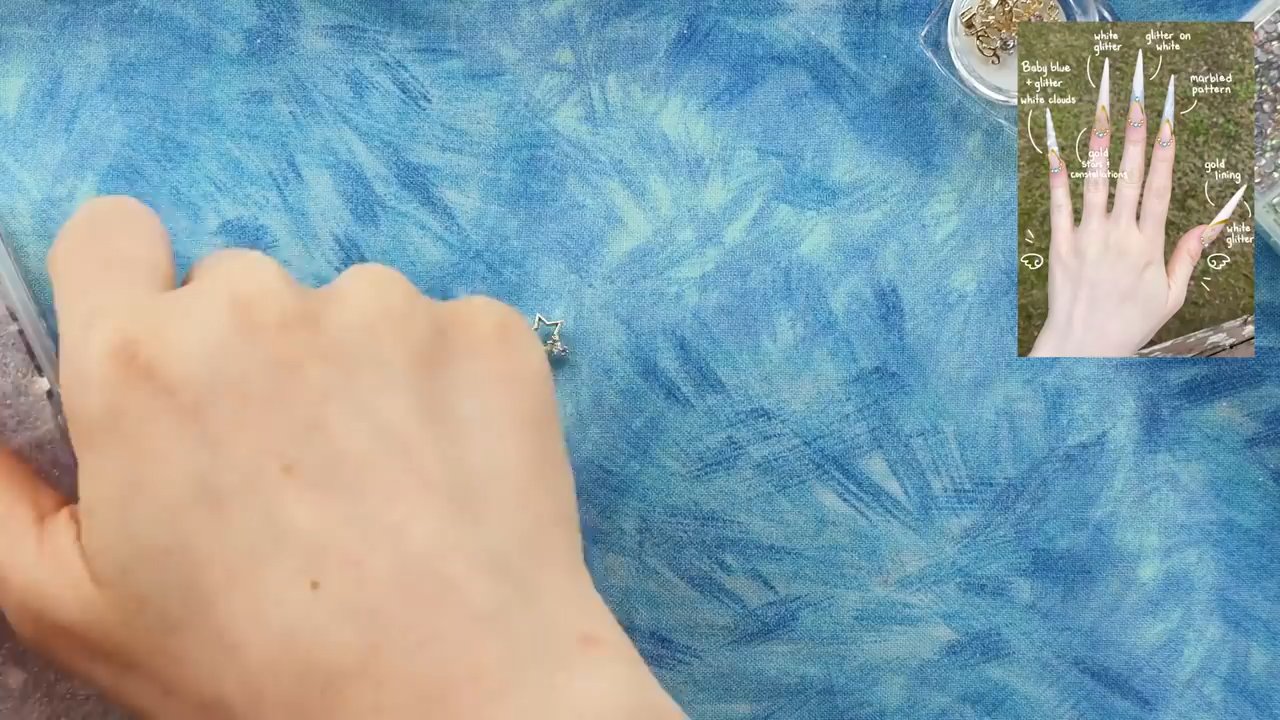 white
glitter
glitter on
white
Baby blue
+ glitter
white clouds
marbled
pattern
gold
stars &
constellations
gold
lining
white
glitter